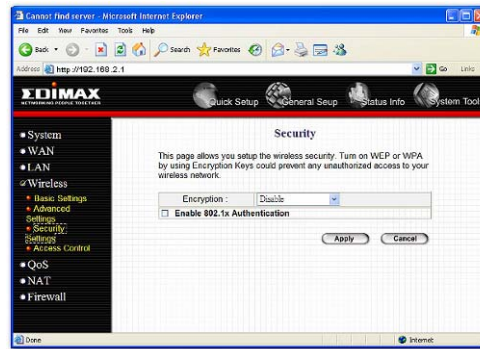 Cannot find server - Microsoft Internet Explorer
File Edit View Favorites Tools Help
Back Search Favorites
Address http://192.168.2.1 Go Links
EDIMAX
NETWORKING PEOPLE TOGETHER
Quick Setup General Seup Status Info System Tool
System
WAN
LAN
Wireless
Basic Settings
Advanced
Settings
Security
Settings
Access Control
QoS
NAT
Firewall
Security
This page allows you setup the wireless security. Turn on WEP or WPA
by using Encryption Keys could prevent any unauthorized access to your
wireless network.
Encryption : Disable
Enable 802.1x Authentication
Apply Cancel
Done Internet